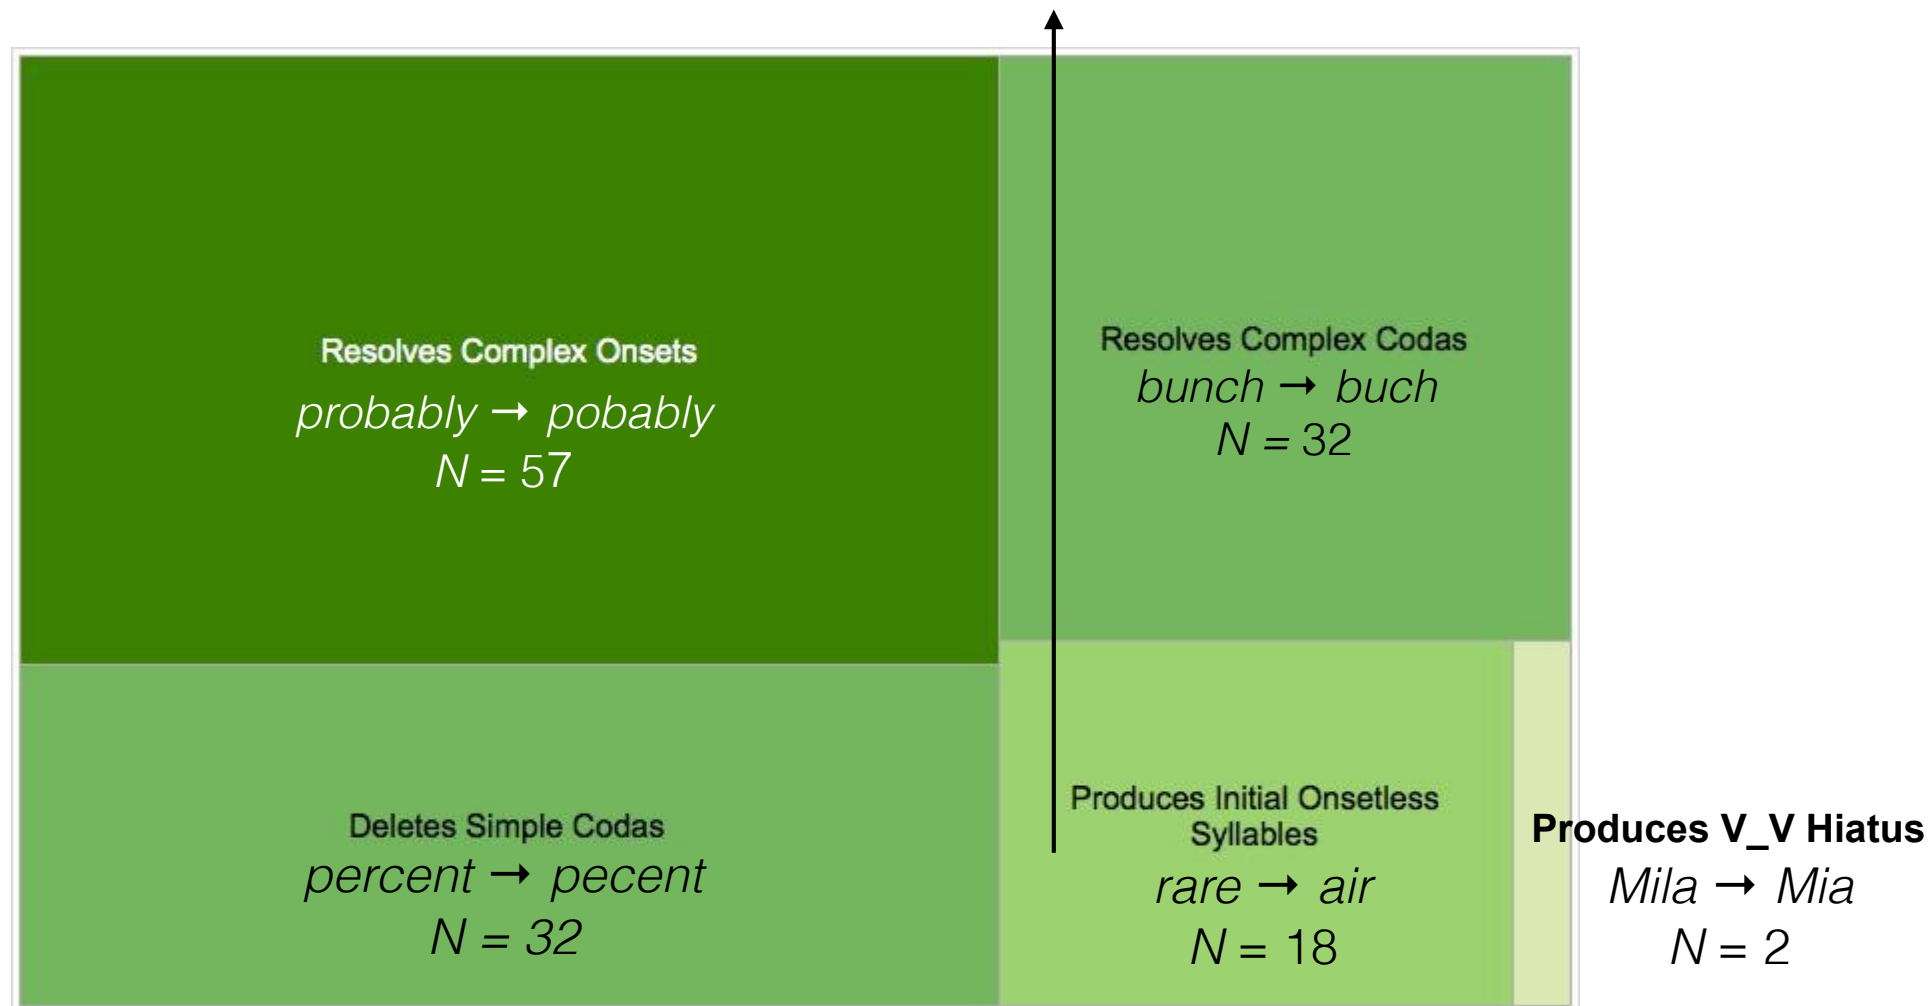 Resolves Complex Onsets
probably → pobably
N = 57
Resolves Complex Codas
bunch → buch
N = 32
Deletes Simple Codas
percent → pecent
N = 32
Produces Initial Onsetless
Syllables
rare → air
N = 18
Produces V_V Hiatus
Mila → Mia
N = 2